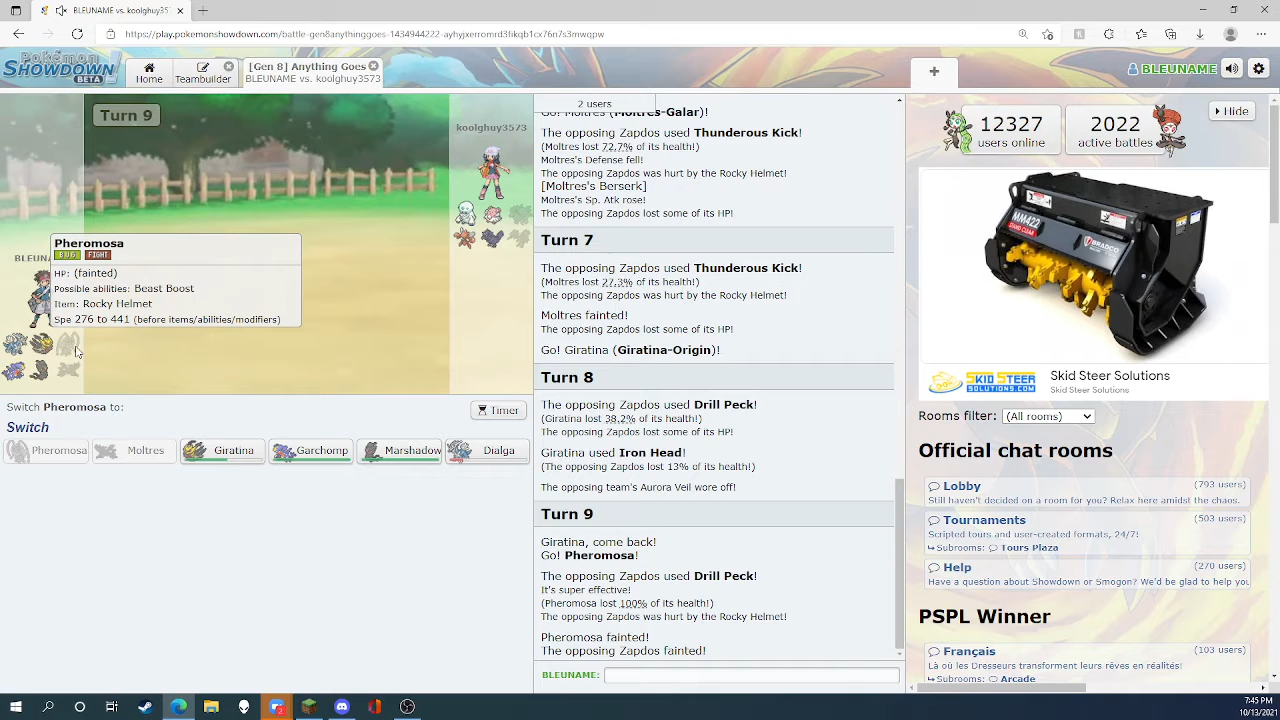 BLEUNAME vs. koolghuy3573
https://play.pokemonshowdown.com/battle-gen8anythinggoes-1434944222-ayhyjxerromrd3fikqb1cx76n7s3mwqpw
Pokémon
SHOWDOWN
BETA
Home
Teambuilder
[Gen 8] Anything Goes
BLEUNAME vs. koolghuy3573
+
BLEUNAME
Turn 9
koolghuy3573
BLEUN
Pheromosa
BUG FIGHT
HP: (fainted)
Possible abilities: Beast Boost
Item: Rocky Helmet
Spe 276 to 441 (before items/abilities/modifiers)
Switch Pheromosa to:
Timer
Switch
Pheromosa
Moltres
Giratina
Garchomp
Marshadow
Dialga
2 users
Go! Moltres (Moltres-Galar)!
The opposing Zapdos used Thunderous Kick!
(Moltres lost 72.7% of its health!)
Moltres's Defense fell!
The opposing Zapdos was hurt by the Rocky Helmet!
[Moltres's Berserk]
Moltres's Sp. Atk rose!
The opposing Zapdos lost some of its HP!
Turn 7
The opposing Zapdos used Thunderous Kick!
(Moltres lost 27.3% of its health!)
The opposing Zapdos was hurt by the Rocky Helmet!
Moltres fainted!
The opposing Zapdos lost some of its HP!
Go! Giratina (Giratina-Origin)!
Turn 8
The opposing Zapdos used Drill Peck!
(Giratina lost 38.2% of its health!)
The opposing Zapdos lost some of its HP!
Giratina used Iron Head!
(The opposing Zapdos lost 13% of its health!)
The opposing team's Aurora Veil wore off!
Turn 9
Giratina, come back!
Go! Pheromosa!
The opposing Zapdos used Drill Peck!
It's super effective!
(Pheromosa lost 100% of its health!)
The opposing Zapdos was hurt by the Rocky Helmet!
Pheromosa fainted!
The opposing Zapdos fainted!
BLEUNAME:
12327
users online
2022
active battles
Hide
MM422
BRADCO
SKID STEER
SOLUTIONS.COM
Skid Steer Solutions
Skid Steer Solutions
Rooms filter: (All rooms)
Official chat rooms
Lobby (793 users)
Still haven't decided on a room for you? Relax here amidst the chaos.
Tournaments (503 users)
Scripted tours and user-created formats, 24/7!
Subrooms: Tours Plaza
Help (270 users)
Have a question about Showdown or Smogon? We'd be glad to help you
PSPL Winner
Français (103 users)
Là où les Dresseurs transforment leurs rêves en réalités!
Subrooms: Arcade
7:45 PM
10/13/2021